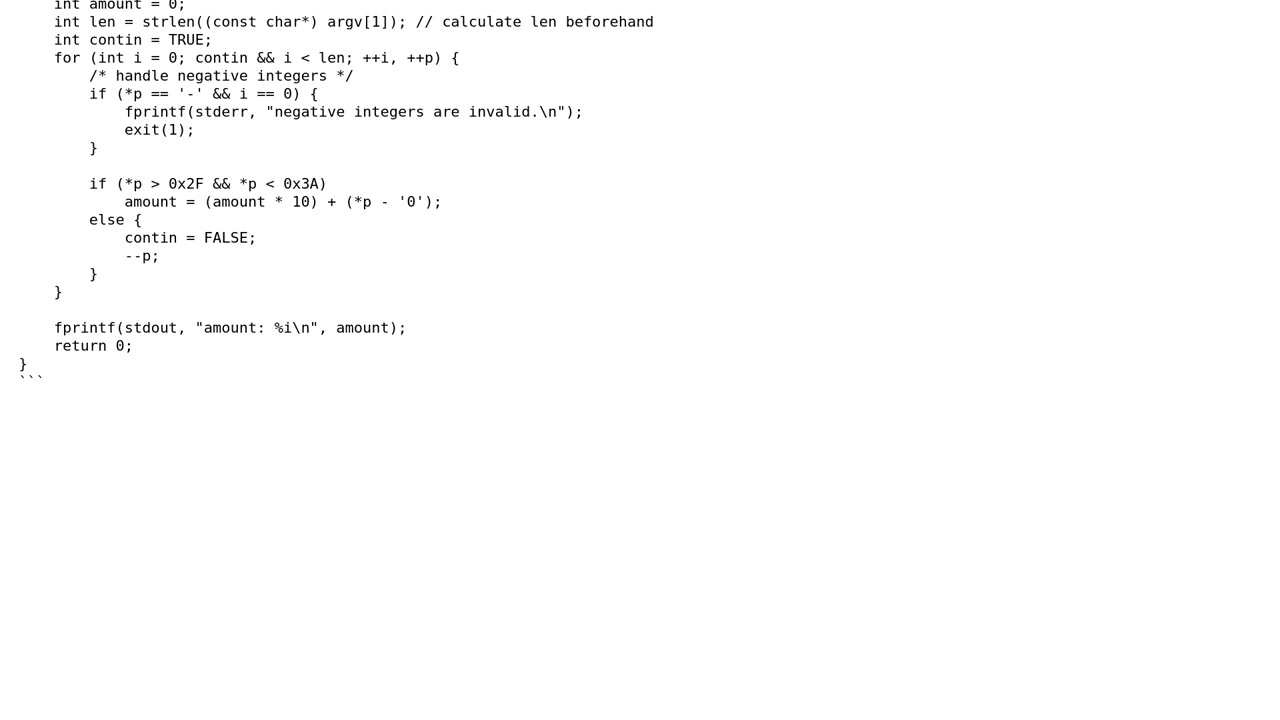 int amount = 0;
    int len = strlen((const char*) argv[1]); // calculate len beforehand
    int contin = TRUE;
    for (int i = 0; contin && i < len; ++i, ++p) {
        /* handle negative integers */
        if (*p == '-' && i == 0) {
            fprintf(stderr, "negative integers are invalid.\n");
            exit(1);
        }

        if (*p > 0x2F && *p < 0x3A)
            amount = (amount * 10) + (*p - '0');
        else {
            contin = FALSE;
            --p;
        }
    }

    fprintf(stdout, "amount: %i\n", amount);
    return 0;
}
```